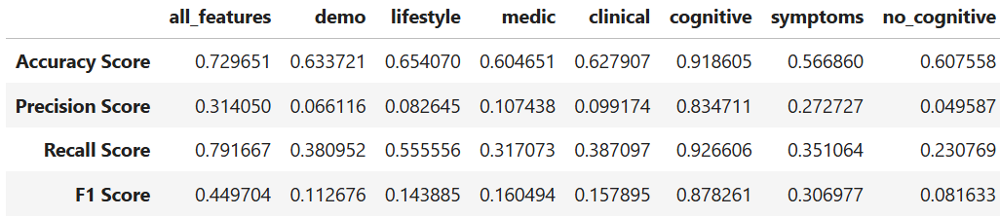 all_features demo lifestyle medic clinical cognitive symptoms no_cognitive
Accuracy Score 0.729651 0.633721 0.654070 0.604651 0.627907 0.918605 0.566860 0.607558
Precision Score 0.314050 0.066116 0.082645 0.107438 0.099174 0.834711 0.272727 0.049587
Recall Score 0.791667 0.380952 0.555556 0.317073 0.387097 0.926606 0.351064 0.230769
F1 Score 0.449704 0.112676 0.143885 0.160494 0.157895 0.878261 0.306977 0.081633